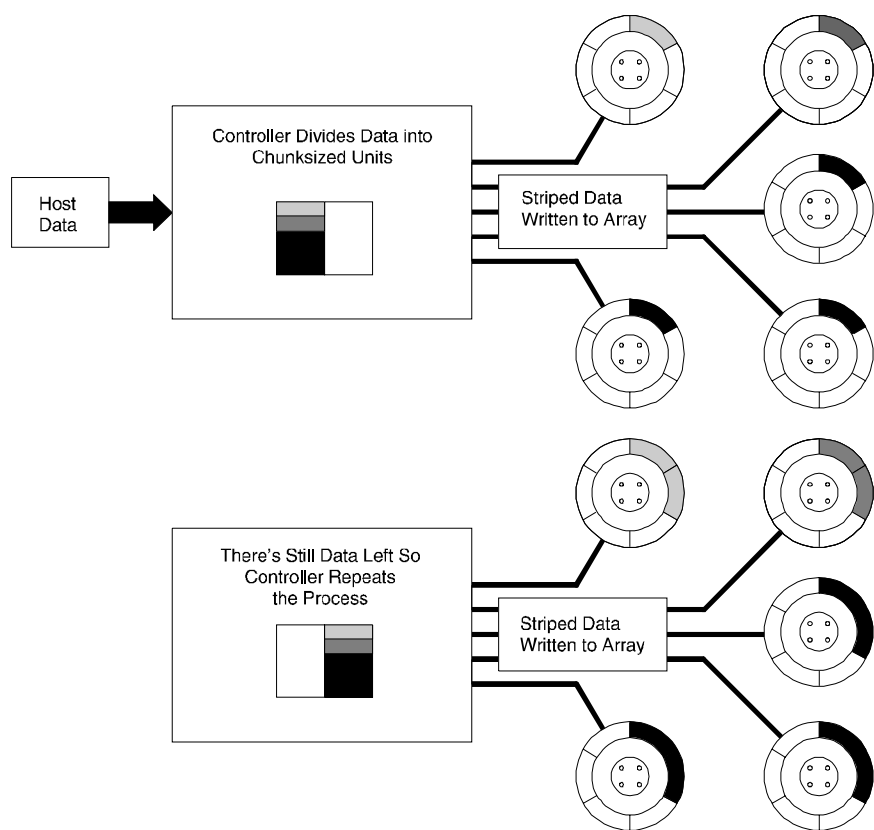 Controller Divides Data into
Chunksized Units
Host
Data
Striped Data
Written to Array
There's Still Data Left So
Controller Repeats
the Process
Striped Data
Written to Array